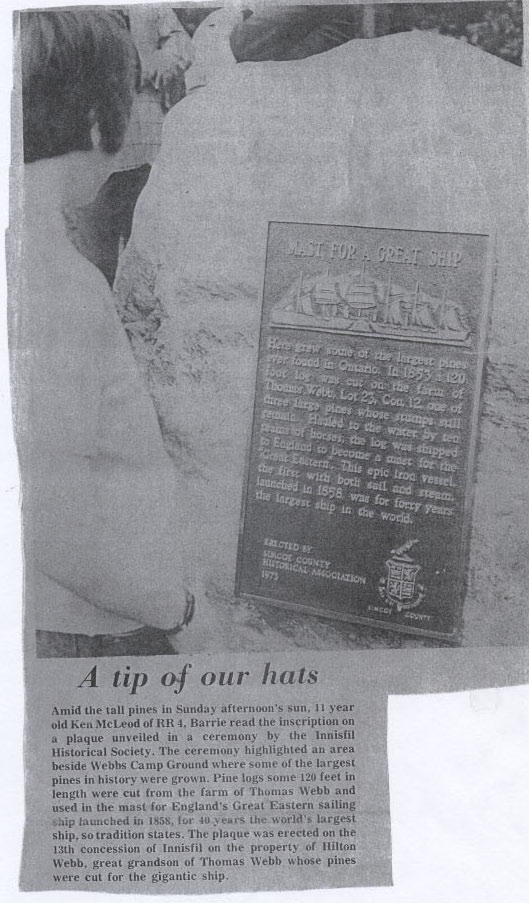 MAST FOR A GREAT SHIP
Here grew some of the largest pines
ever found in Ontario. In 1853 a 120
foot log was cut on the farm of
Thomas Webb, Lot 23, Con. 12, one of
three large pines whose stumps still
remain. Hauled to the water by ten
teams of horses, the log was shipped
to England to become a mast for the
"Great Eastern". This epic iron vessel,
the first with both sail and steam,
launched in 1858, was for forty years
the largest ship in the world.
ERECTED BY
SIMCOE COUNTY
HISTORICAL ASSOCIATION
1973
SIMCOE COUNTY
A tip of our hats
Amid the tall pines in Sunday afternoon's sun, 11 year
old Ken McLeod of RR 4, Barrie read the inscription on
a plaque unveiled in a ceremony by the Innisfil
Historical Society. The ceremony highlighted an area
beside Webbs Camp Ground where some of the largest
pines in history were grown. Pine logs some 120 feet in
length were cut from the farm of Thomas Webb and
used in the mast for England's Great Eastern sailing
ship launched in 1858, for 40 years the world's largest
ship, so tradition states. The plaque was erected on the
13th concession of Innisfil on the property of Hilton
Webb, great grandson of Thomas Webb whose pines
were cut for the gigantic ship.